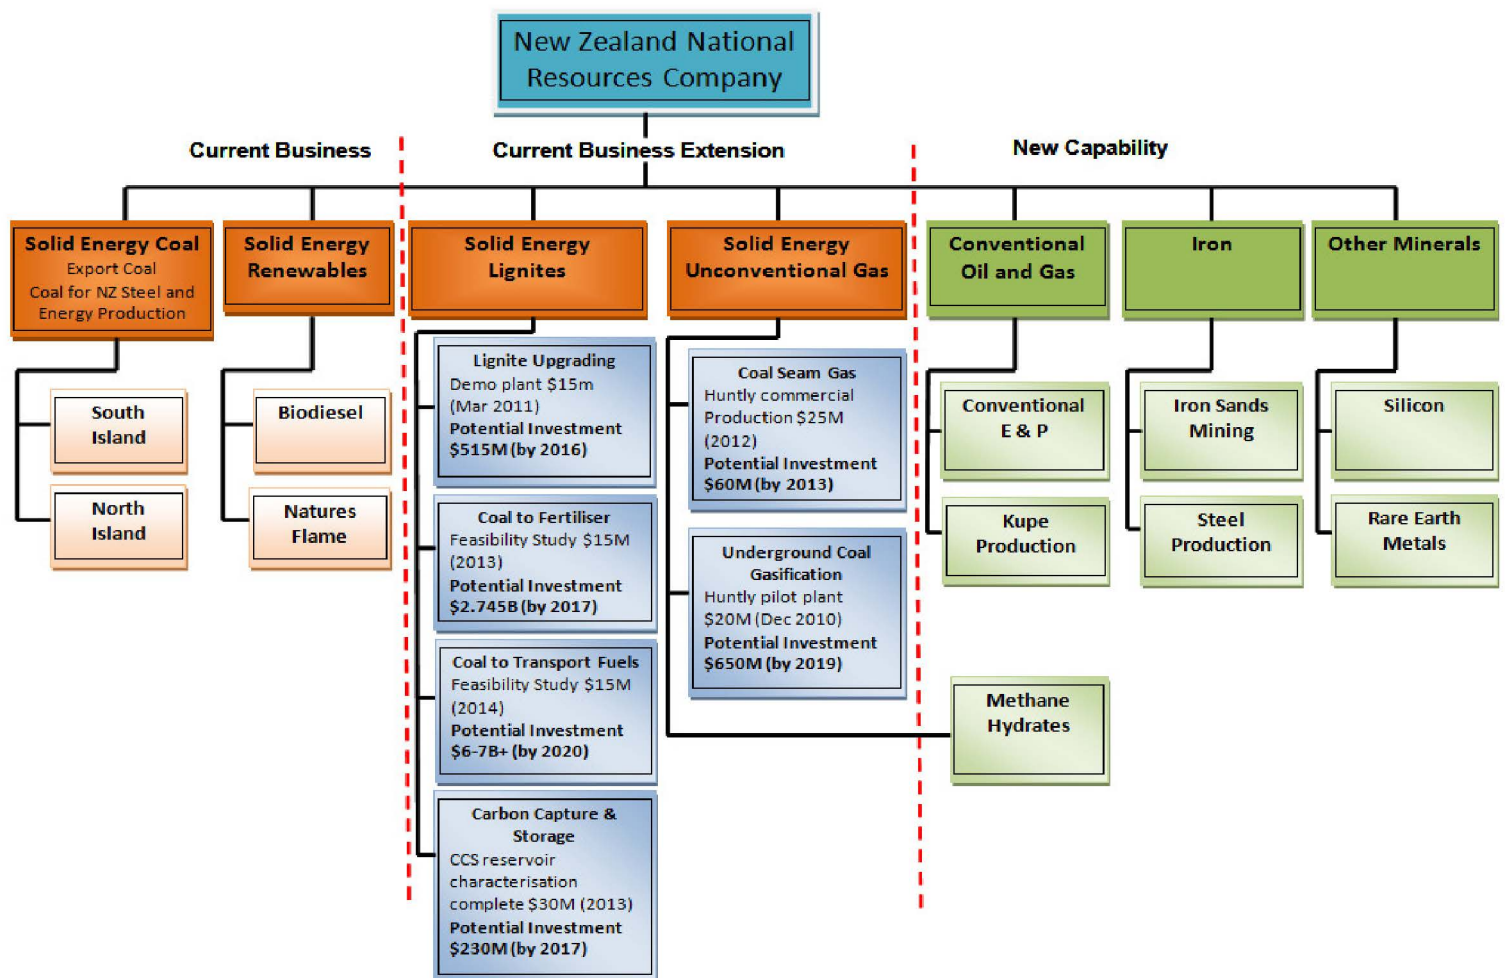 New Zealand National
Resources Company
Current Business
Current Business Extension
New Capability
Solid Energy Coal
Export Coal
Coal for NZ Steel and
Energy Production
Solid Energy
Renewables
Solid Energy
Lignites
Solid Energy
Unconventional Gas
Conventional
Oil and Gas
Iron
Other Minerals
South
Island
North
Island
Biodiesel
Natures
Flame
Lignite Upgrading
Demo plant $15m
(Mar 2011)
Potential Investment
$515M (by 2016)
Coal to Fertiliser
Feasibility Study $15M
(2013)
Potential Investment
$2.745B (by 2017)
Coal to Transport Fuels
Feasibility Study $15M
(2014)
Potential Investment
$6-7B+ (by 2020)
Carbon Capture &
Storage
CCS reservoir
characterisation
complete $30M (2013)
Potential Investment
$230M (by 2017)
Coal Seam Gas
Huntly commercial
Production $25M
(2012)
Potential Investment
$60M (by 2013)
Underground Coal
Gasification
Huntly pilot plant
$20M (Dec 2010)
Potential Investment
$650M (by 2019)
Conventional
E & P
Kupe
Production
Methane
Hydrates
Iron Sands
Mining
Steel
Production
Silicon
Rare Earth
Metals